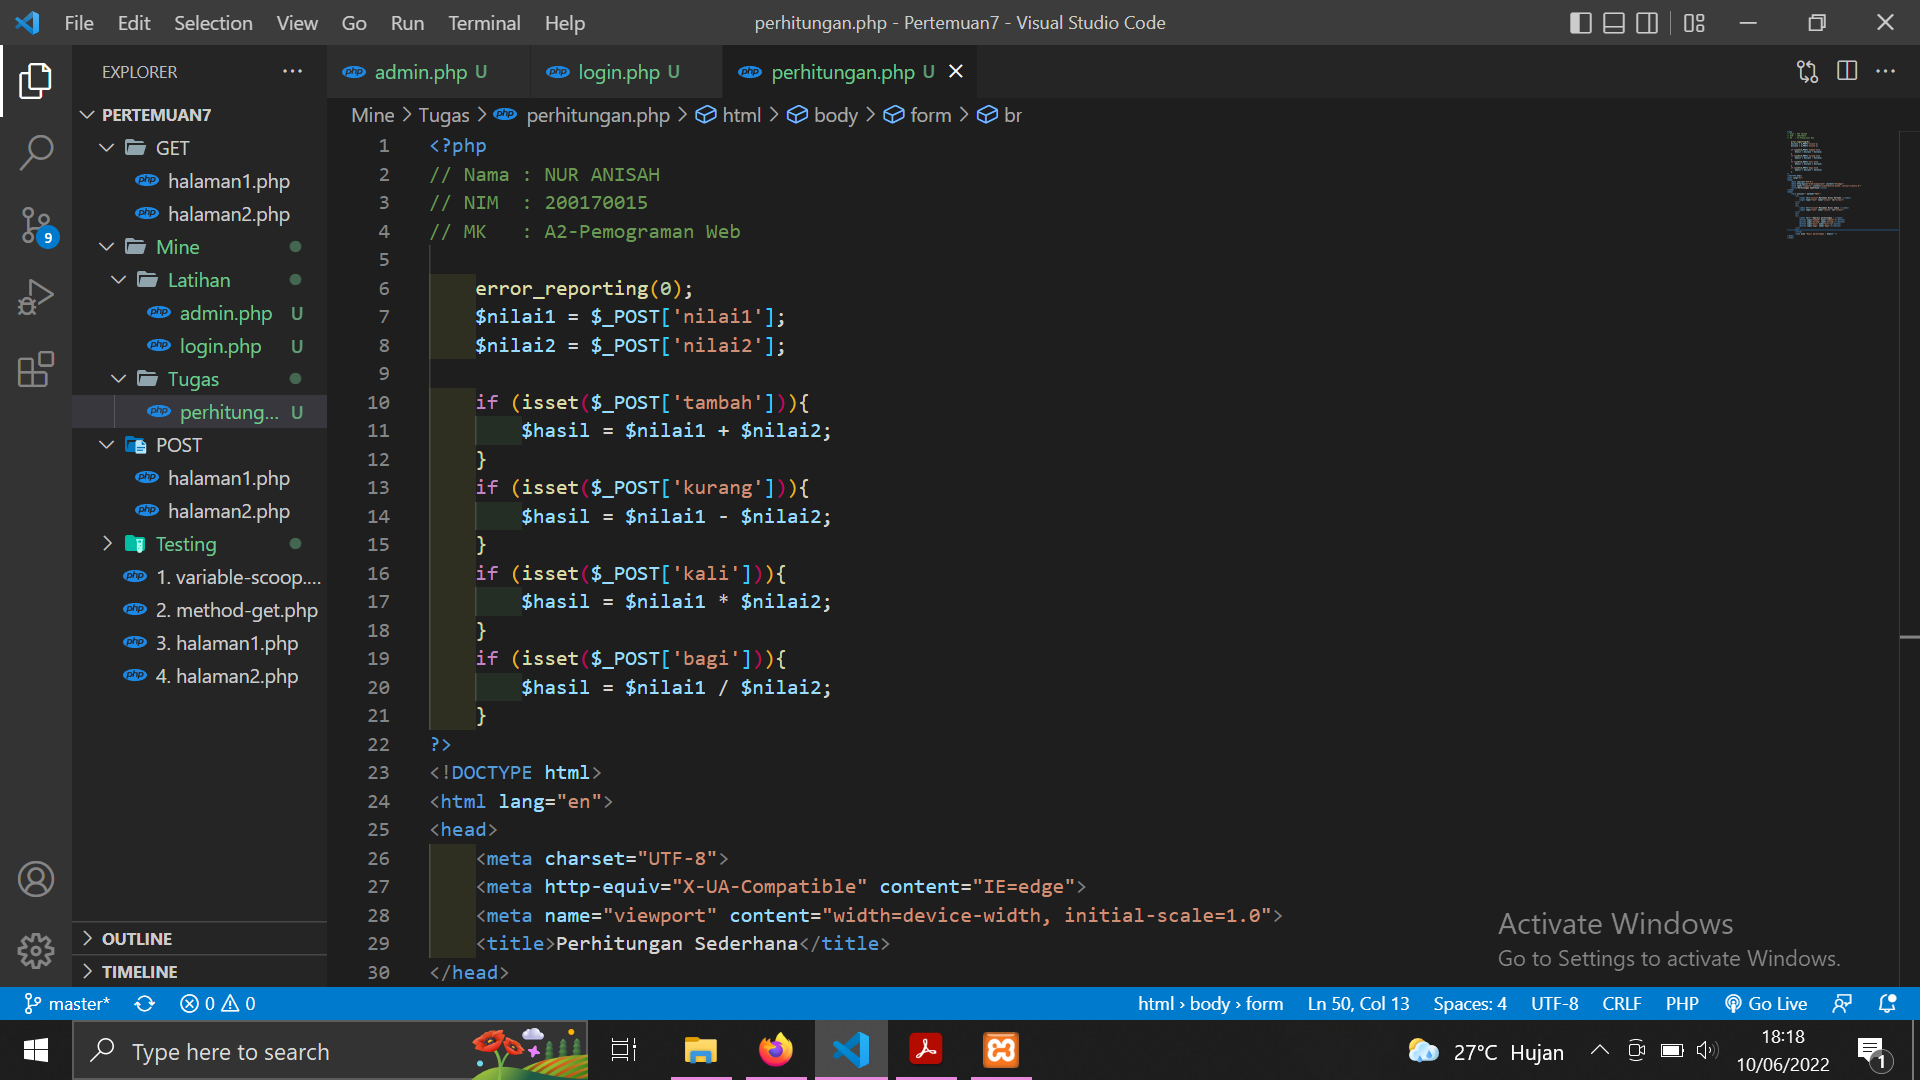 File Edit Selection View Go Run Terminal Help
perhitungan.php - Pertemuan7 - Visual Studio Code
EXPLORER
PERTEMUAN7
GET
halaman1.php
halaman2.php
Mine
Latihan
admin.php U
login.php U
Tugas
perhitung... U
POST
halaman1.php
halaman2.php
Testing
1. variable-scoop....
2. method-get.php
3. halaman1.php
4. halaman2.php
OUTLINE
TIMELINE
9
admin.php U login.php U perhitungan.php U
Mine > Tugas > perhitungan.php > html > body > form > br
1 <?php
2 // Nama : NUR ANISAH
3 // NIM  : 200170015
4 // MK   : A2-Pemograman Web
5
6     error_reporting(0);
7     $nilai1 = $_POST['nilai1'];
8     $nilai2 = $_POST['nilai2'];
9
10     if (isset($_POST['tambah'])){
11         $hasil = $nilai1 + $nilai2;
12     }
13     if (isset($_POST['kurang'])){
14         $hasil = $nilai1 - $nilai2;
15     }
16     if (isset($_POST['kali'])){
17         $hasil = $nilai1 * $nilai2;
18     }
19     if (isset($_POST['bagi'])){
20         $hasil = $nilai1 / $nilai2;
21     }
22 ?>
23 <!DOCTYPE html>
24 <html lang="en">
25 <head>
26     <meta charset="UTF-8">
27     <meta http-equiv="X-UA-Compatible" content="IE=edge">
28     <meta name="viewport" content="width=device-width, initial-scale=1.0">
29     <title>Perhitungan Sederhana</title>
30 </head>
Activate Windows
Go to Settings to activate Windows.
master* 0 0 html › body › form Ln 50, Col 13 Spaces: 4 UTF-8 CRLF PHP Go Live
Type here to search
27°C Hujan
18:18
10/06/2022
1